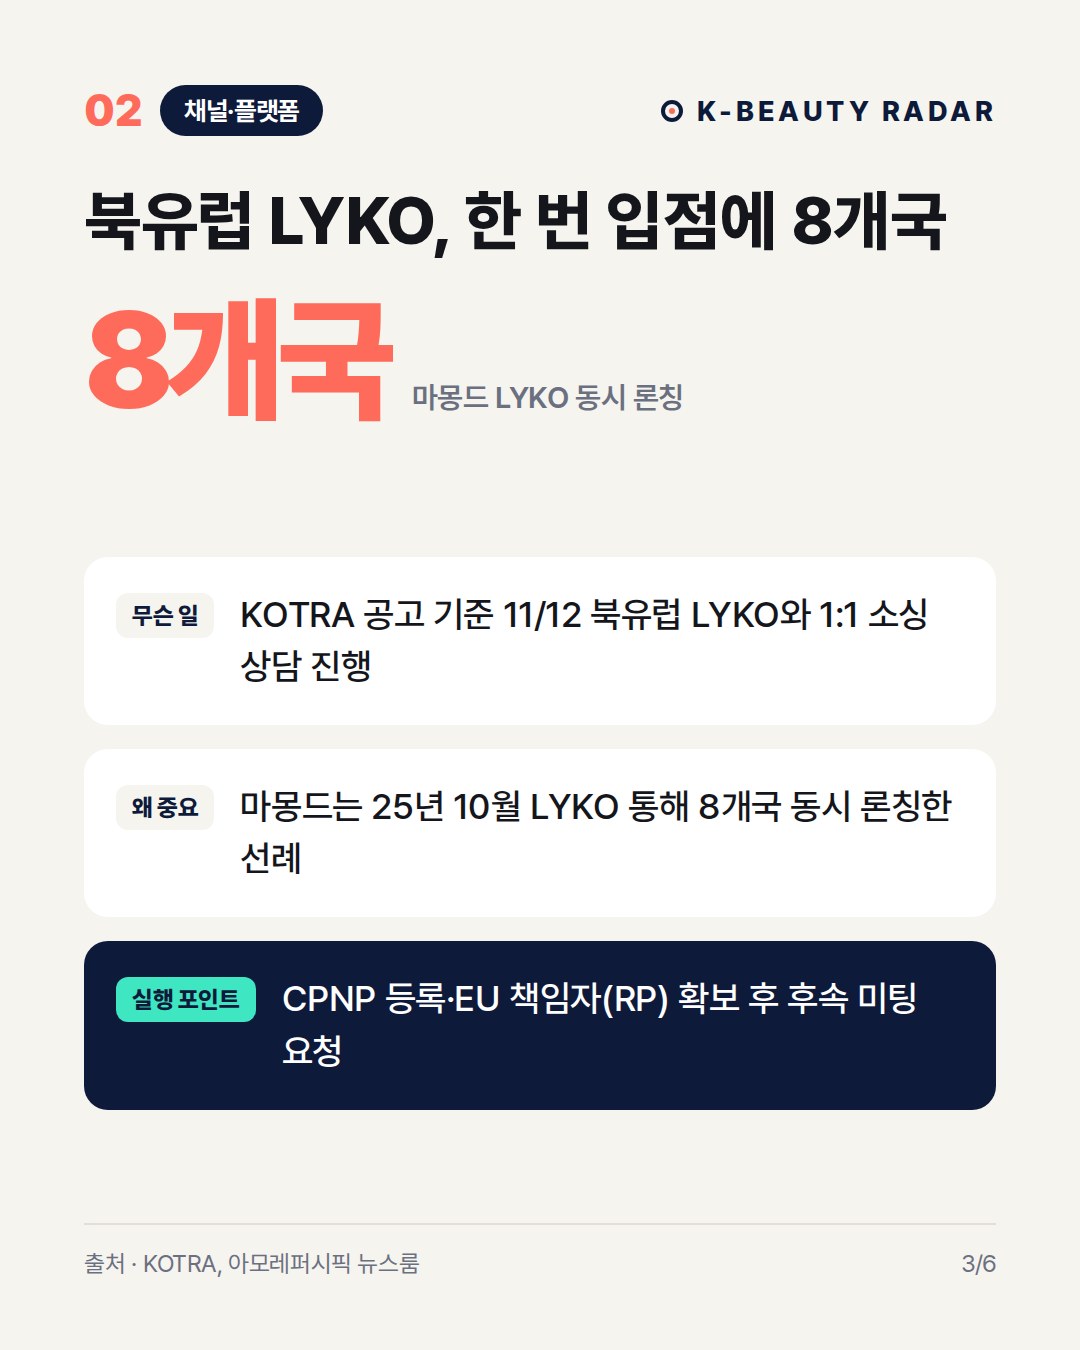 02 채널·플랫폼
K-BEAUTY RADAR
북유럽 LYKO, 한 번 입점에 8개국
8개국 마몽드 LYKO 동시 론칭
무슨 일 KOTRA 공고 기준 11/12 북유럽 LYKO와 1:1 소싱
상담 진행
왜 중요 마몽드는 25년 10월 LYKO 통해 8개국 동시 론칭한
선례
실행 포인트 CPNP 등록·EU 책임자(RP) 확보 후 후속 미팅
요청
출처 · KOTRA, 아모레퍼시픽 뉴스룸
3/6